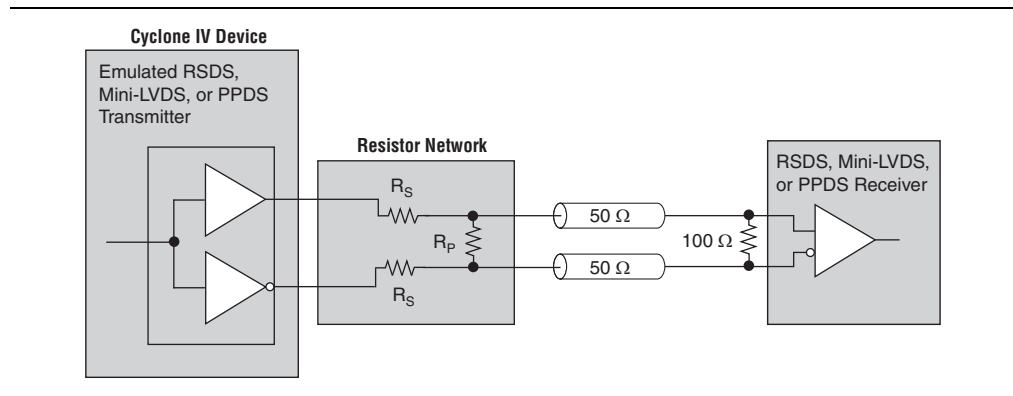 Cyclone IV Device
Emulated RSDS,
Mini-LVDS, or PPDS
Transmitter
Resistor Network
RS
RP
RS
50 Ω
50 Ω
100 Ω
RSDS, Mini-LVDS,
or PPDS Receiver